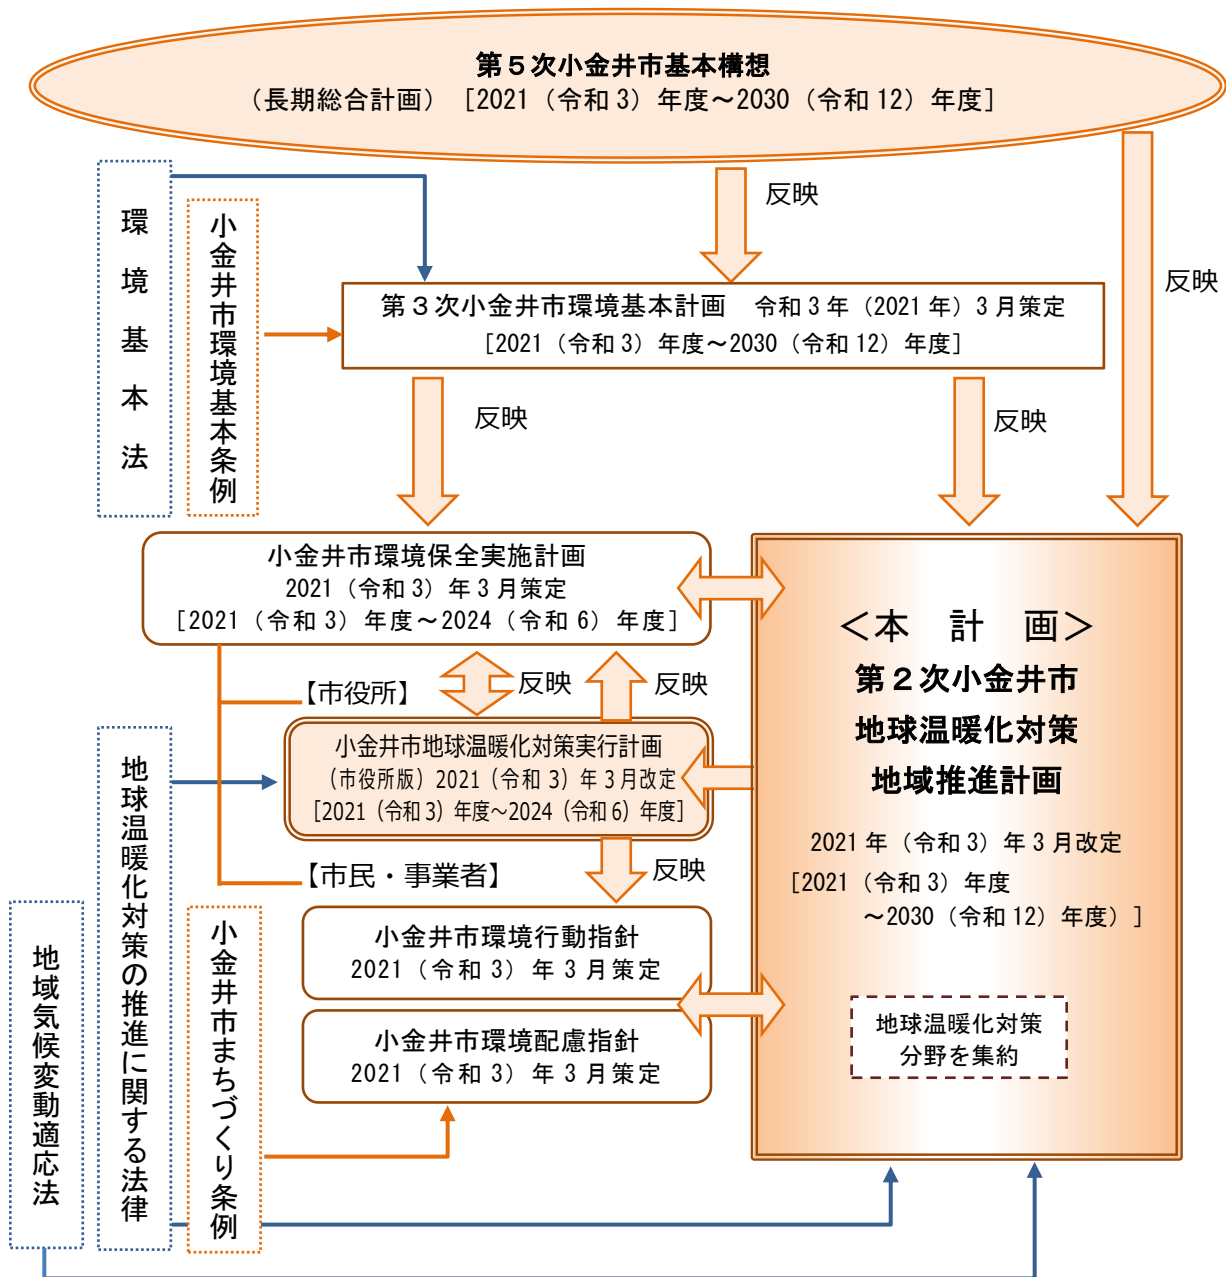 第５次小金井市基本構想
（長期総合計画）［2021（令和3）年度～2030（令和12）年度］
反映
反映
環境基本法
小金井市環境基本条例
第３次小金井市環境基本計画　令和3年（2021年）3月策定
［2021（令和3）年度～2030（令和12）年度］
反映
反映
小金井市環境保全実施計画
2021（令和3）年3月策定
［2021（令和3）年度～2024（令和6）年度］
【市役所】
反映
反映
小金井市地球温暖化対策実行計画
（市役所版）2021（令和3）年3月改定
［2021（令和3）年度～2024（令和6）年度］
【市民・事業者】
反映
小金井市環境行動指針
2021（令和3）年3月策定
小金井市環境配慮指針
2021（令和3）年3月策定
＜本　計　画＞
第２次小金井市
地球温暖化対策
地域推進計画
2021年（令和3）年3月改定
［2021（令和3）年度
～2030（令和12）年度）］
地球温暖化対策
分野を集約
地域気候変動適応法
地球温暖化対策の推進に関する法律
小金井市まちづくり条例